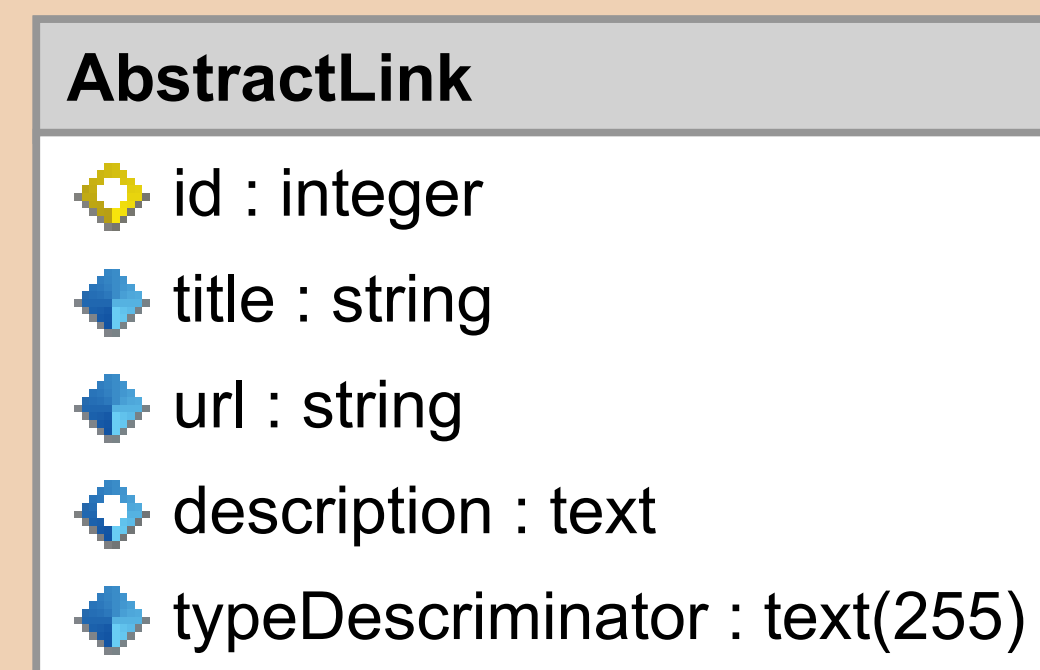 AbstractLink
id : integer
title : string
url : string
description : text
typeDescriminator : text(255)